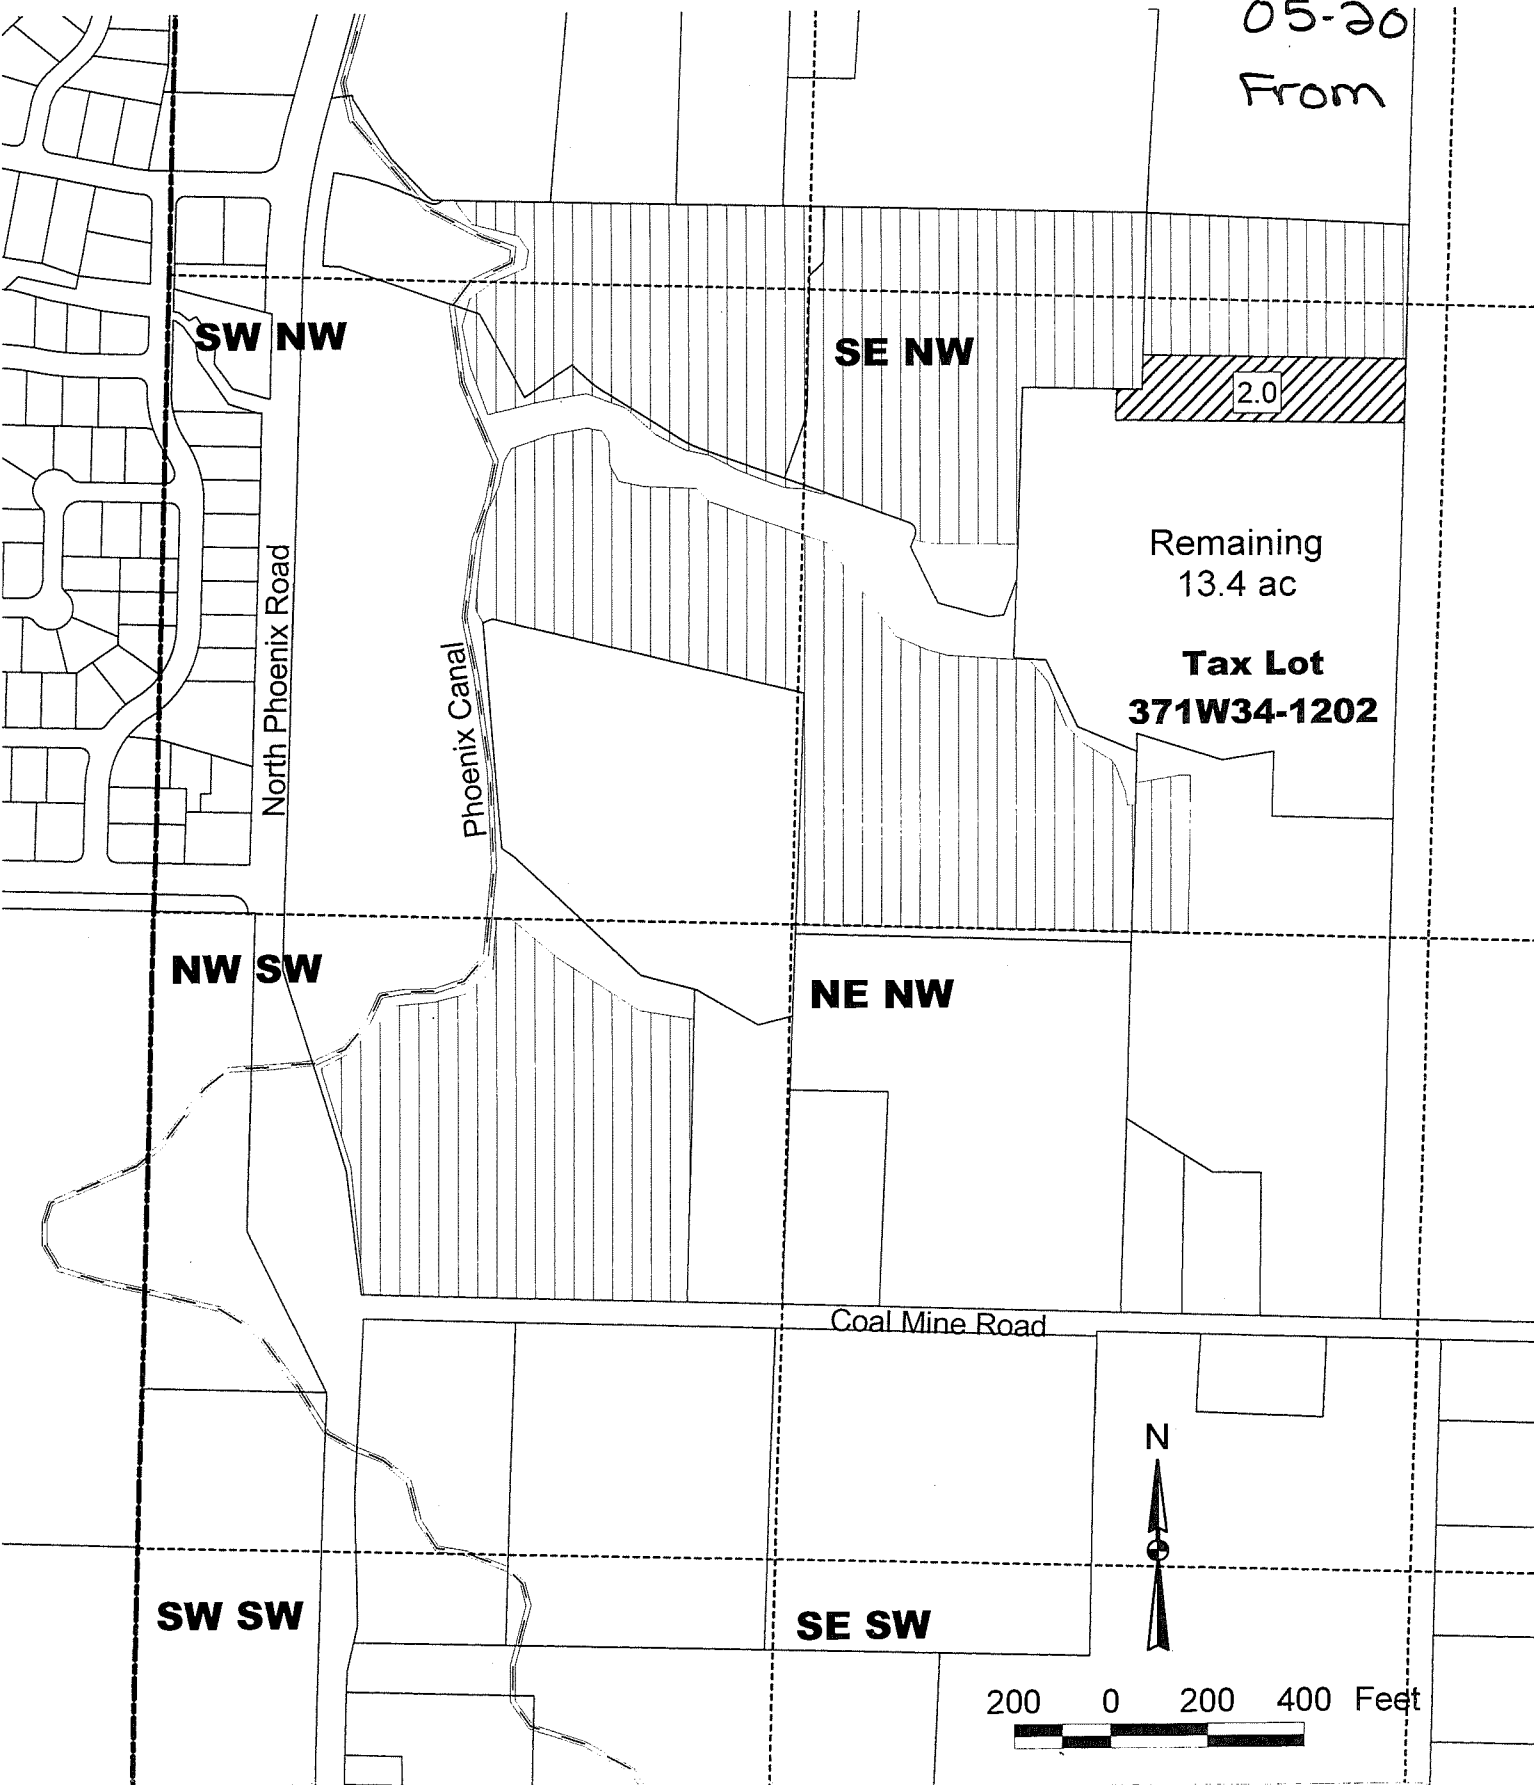 05-20
From
SW NW
SE NW
2.0
Remaining
13.4 ac
Tax Lot
371W34-1202
North Phoenix Road
Phoenix Canal
NW SW
NE NW
Coal Mine Road
N
SW SW
SE SW
200 0 200 400 Feet